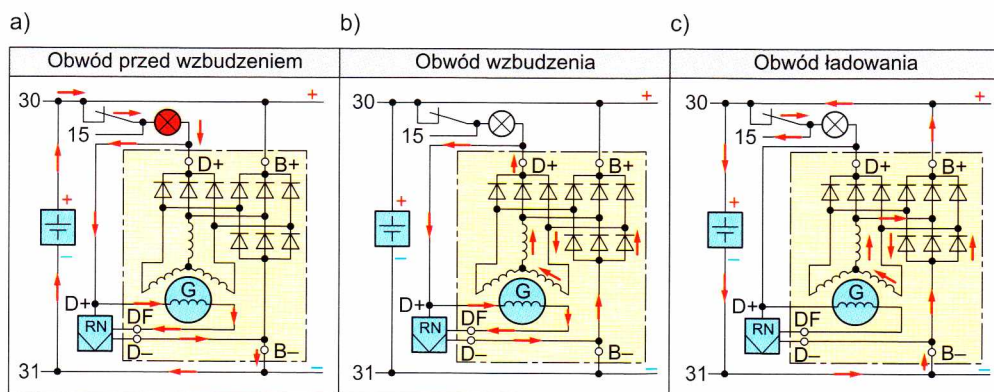 a)
Obwód przed wzbudzeniem
30
+
15
D+
B+
+
−
G
D+
DF
RN
D−
B−
31
−
b)
Obwód wzbudzenia
30
+
15
D+
B+
+
−
G
D+
DF
RN
D−
B−
31
−
c)
Obwód ładowania
30
+
15
D+
B+
+
−
G
D+
DF
RN
D−
B−
31
−